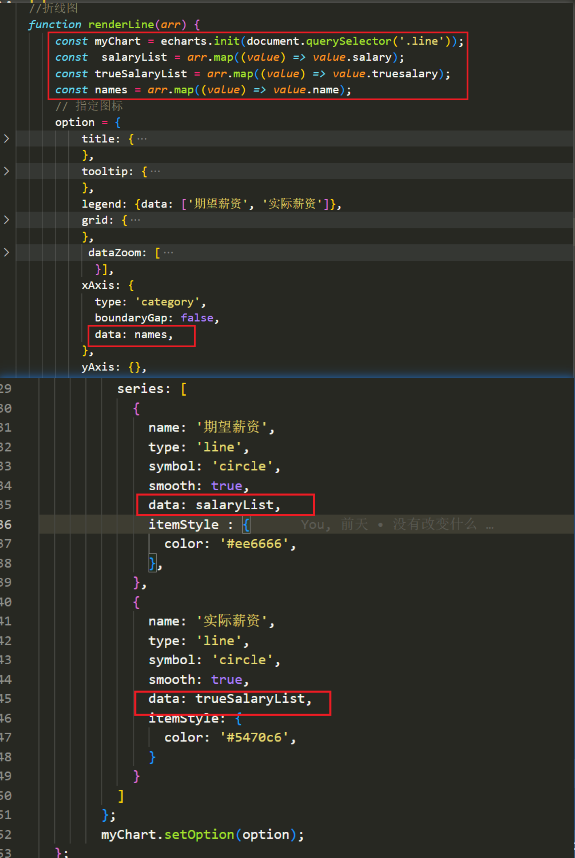 //折线图
function renderLine(arr) {
const myChart = echarts.init(document.querySelector('.line'));
const  salaryList = arr.map((value) => value.salary);
const trueSalaryList = arr.map((value) => value.truesalary);
const names = arr.map((value) => value.name);
// 指定图标
option = {
title: {…
},
tooltip: {…
},
legend: {data: ['期望薪资', '实际薪资']},
grid: {…
},
dataZoom: […
}],
xAxis: {
type: 'category',
boundaryGap: false,
data: names,
},
yAxis: {},
29 series: [
30 {
31 name: '期望薪资',
32 type: 'line',
33 symbol: 'circle',
34 smooth: true,
35 data: salaryList,
36 itemStyle : { You, 前天 • 没有改变什么 …
37 color: '#ee6666',
38 },
39 },
40 {
41 name: '实际薪资',
42 type: 'line',
43 symbol: 'circle',
44 smooth: true,
45 data: trueSalaryList,
46 itemStyle: {
47 color: '#5470c6',
48 }
49 }
50 ]
51 };
52 myChart.setOption(option);
53 };